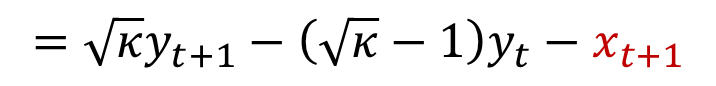 = √κy_{t+1} − (√κ − 1)y_t − x_{t+1}